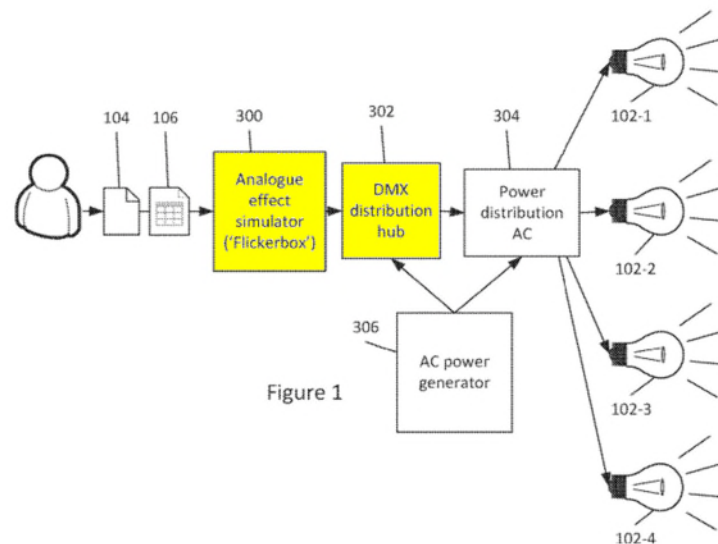 102-1
104
106
300
302
304
Analogue
effect
simulator
('Flickerbox')
DMX
distribution
hub
Power
distribution
AC
102-2
306
AC power
generator
Figure 1
102-3
102-4